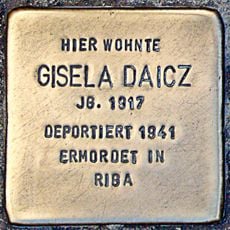 HIER WOHNTE
GISELA DAICZ
JG. 1917
DEPORTIERT 1941
ERMORDET IN
RIGA